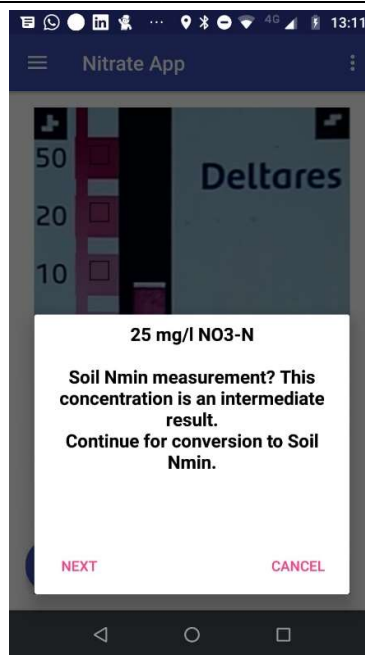 4G 13:11
Nitrate App
50
Deltares
20
10
25 mg/l NO3-N
Soil Nmin measurement? This
concentration is an intermediate
result.
Continue for conversion to Soil
Nmin.
NEXT CANCEL